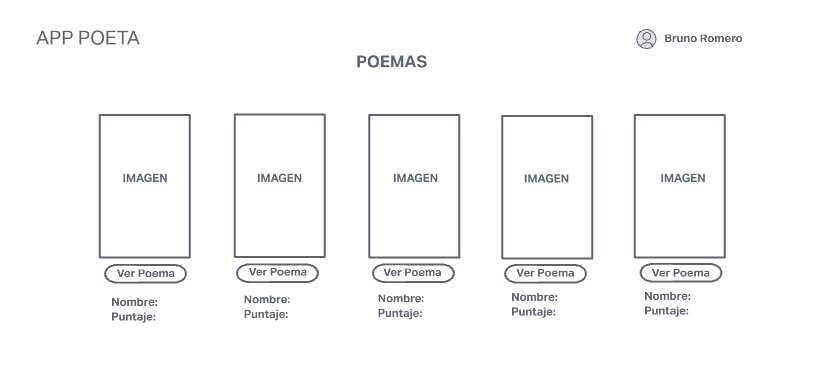 APP POETA
Bruno Romero
POEMAS
IMAGEN IMAGEN IMAGEN IMAGEN IMAGEN
Ver Poema Ver Poema Ver Poema Ver Poema Ver Poema
Nombre: Nombre: Nombre: Nombre: Nombre:
Puntaje: Puntaje: Puntaje: Puntaje: Puntaje: